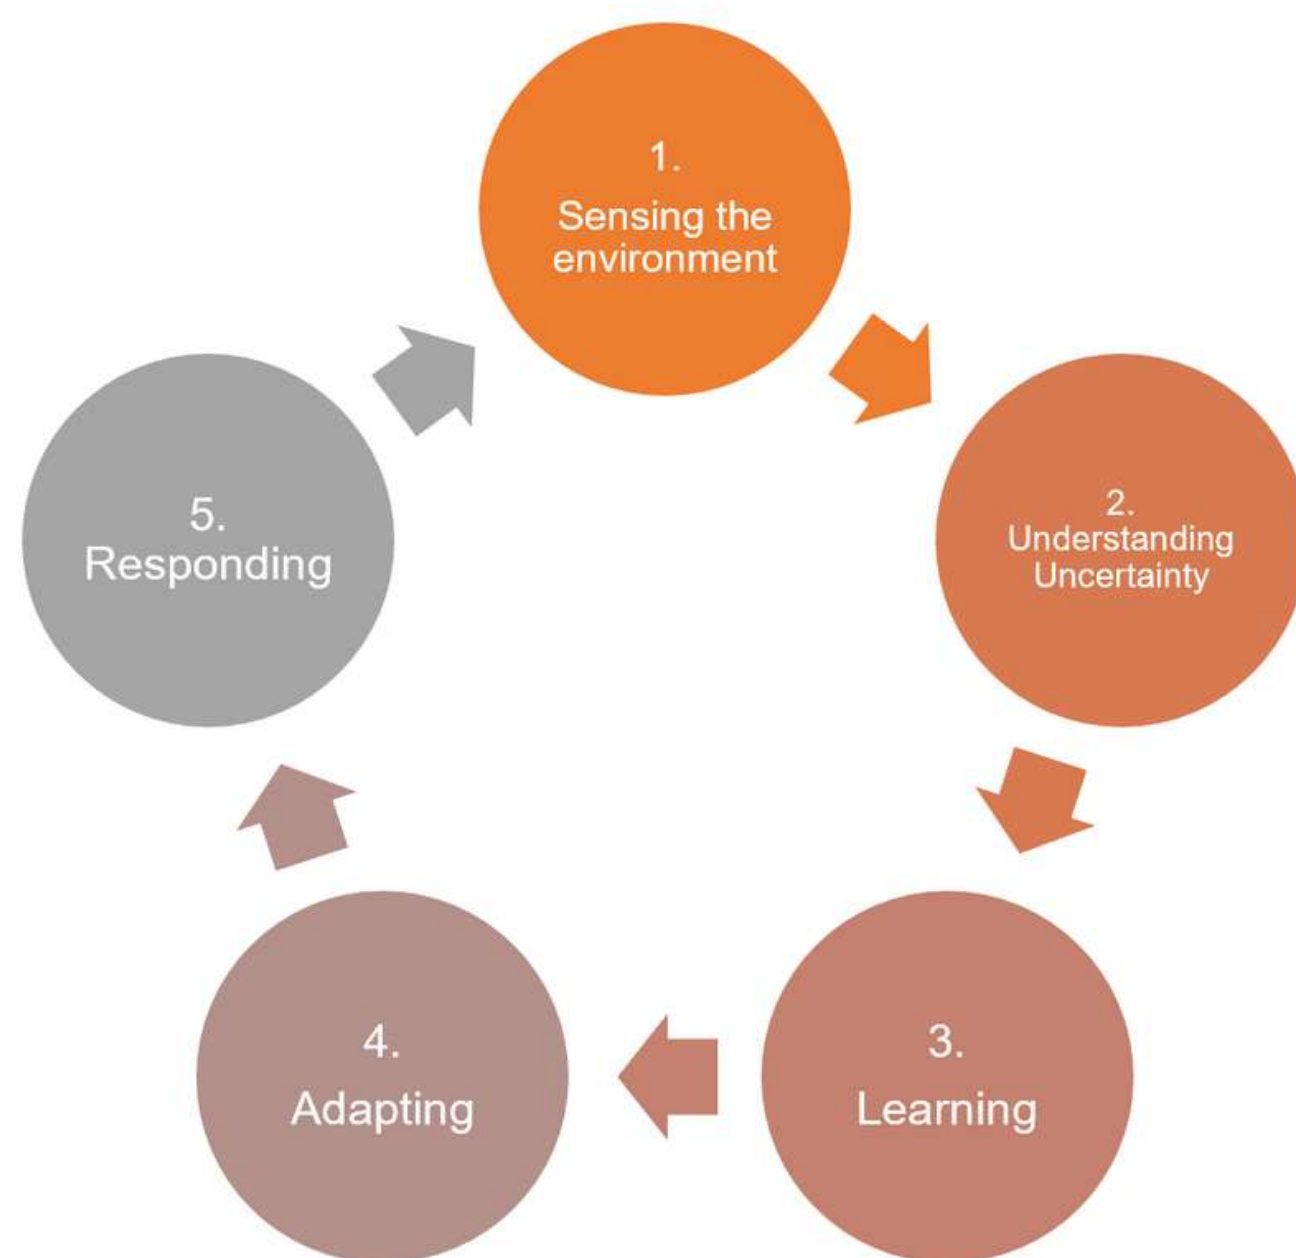 1.
Sensing the
environment
2.
Understanding
Uncertainty
3.
Learning
4.
Adapting
5.
Responding